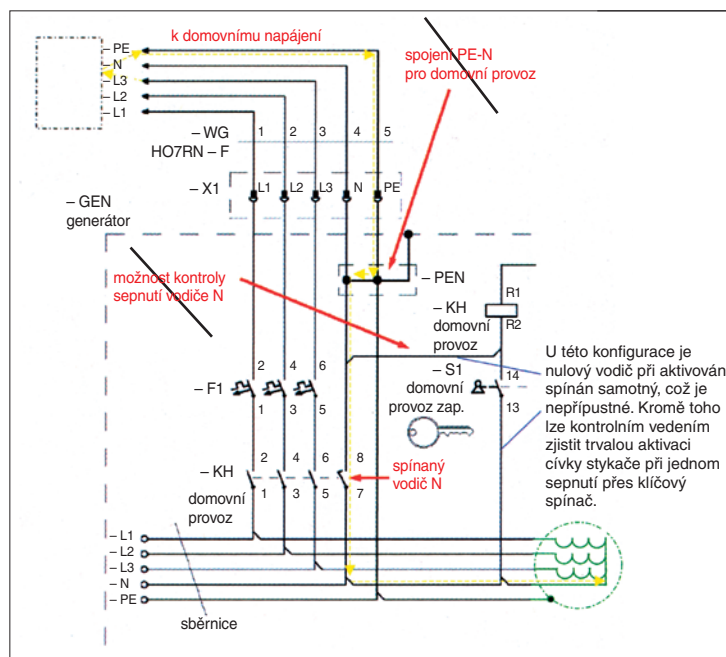 k domovnímu napájení
– PE
– N
– L3
– L2
– L1
spojení PE-N
pro domovní provoz
– WG
HO7RN – F
1 2 3 4 5
– X1
L1 L2 L3 N PE
– GEN
generátor
možnost kontroly
sepnutí vodiče N
– PEN
– KH
domovní
provoz
R1
R2
– F1
2 4 6
1 3 5
– S1
domovní
provoz zap.
14
13
U této konfigurace je
nulový vodič při aktivován
spínán samotný, což je
nepřípustné. Kromě toho
lze kontrolním vedením
zjistit trvalou aktivaci
cívky stykače při jednom
sepnutí přes klíčový
spínač.
– KH
domovní
provoz
2 4 6 8
1 3 5 7
spínaný
vodič N
– L1
– L2
– L3
– N
– PE
sběrnice